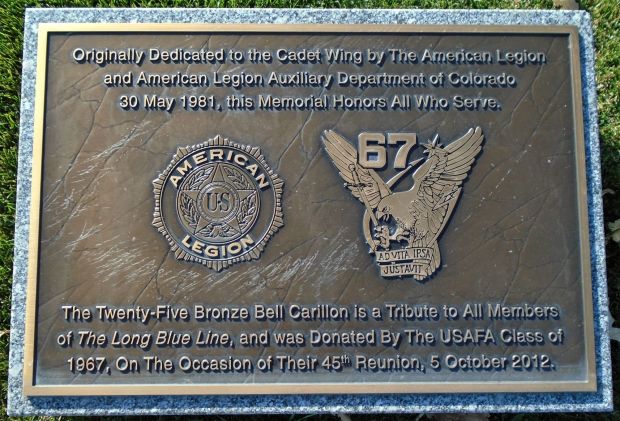 Originally Dedicated to the Cadet Wing by The American Legion
and American Legion Auxiliary Department of Colorado
30 May 1981, this Memorial Honors All Who Serve.
AMERICAN
U.S
LEGION
67
AD VITA IPSA
JUSTAVIT
The Twenty-Five Bronze Bell Carillon is a Tribute to All Members
of The Long Blue Line, and was Donated By The USAFA Class of
1967, On The Occasion of Their 45th Reunion, 5 October 2012.